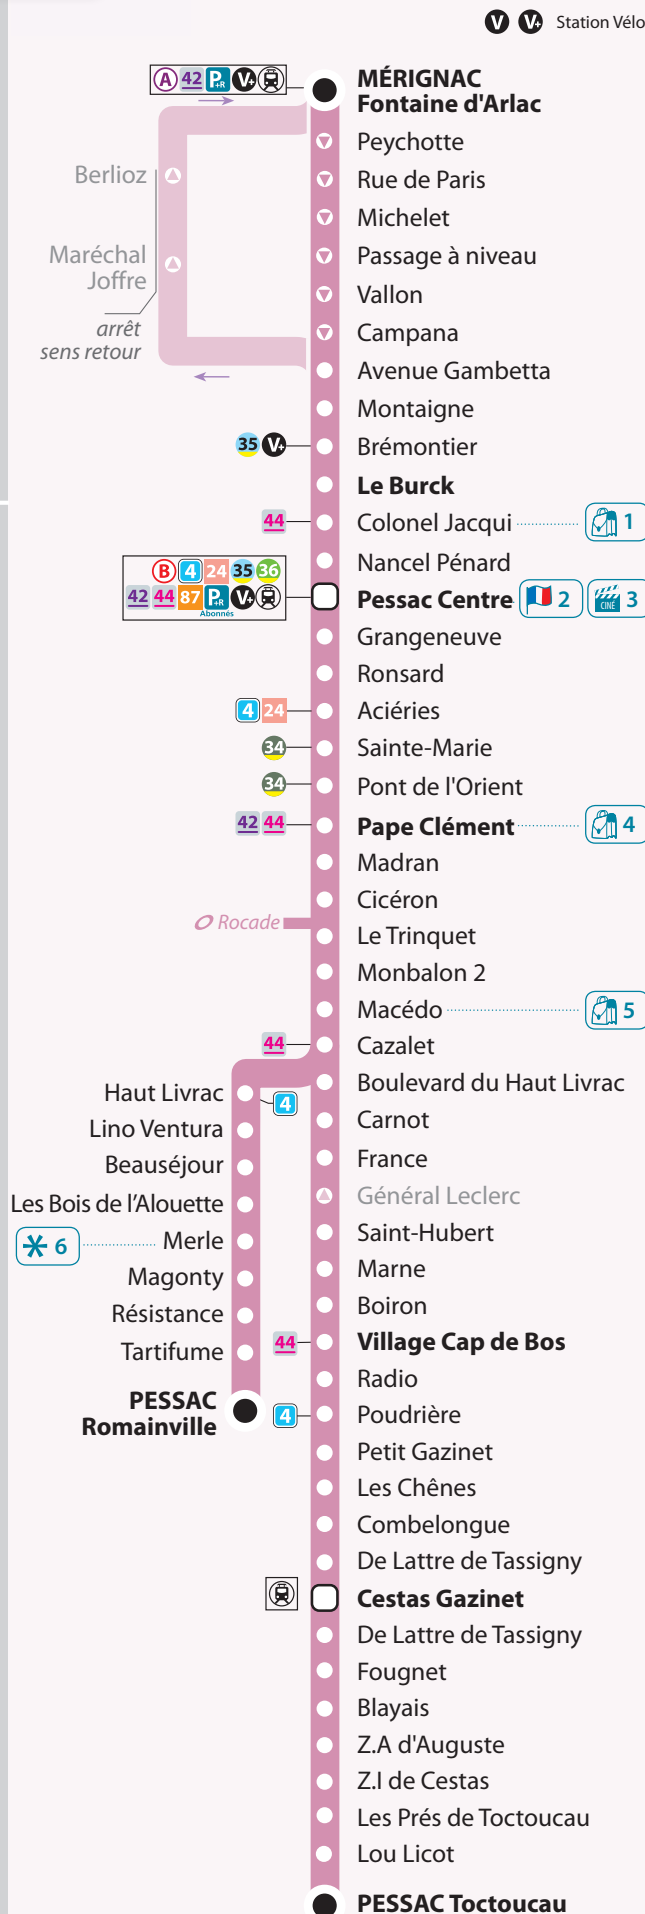 V V+ Station Vélo
A 42 P+R V+
MÉRIGNAC
Fontaine d'Arlac
Peychotte
Berlioz
Rue de Paris
Michelet
Maréchal
Joffre
Passage à niveau
Vallon
arrêt
sens retour
Campana
Avenue Gambetta
Montaigne
35 V+ Brémontier
Le Burck
44 Colonel Jacqui 1
Nancel Pénard
B 4 24 35 36
42 44 87 P+R V+
Abonnés
Pessac Centre 2 CINÉ 3
Grangeneuve
Ronsard
4 24 Aciéries
34 Sainte-Marie
34 Pont de l'Orient
42 44 Pape Clément 4
Madran
Cicéron
Rocade
Le Trinquet
Monbalon 2
Macédo 5
44 Cazalet
Boulevard du Haut Livrac
Haut Livrac 4
Carnot
Lino Ventura
France
Beauséjour
Général Leclerc
Les Bois de l'Alouette
Saint-Hubert
6 Merle
Marne
Magonty
Boiron
Résistance
44 Village Cap de Bos
Tartifume
Radio
PESSAC
Romainville
4 Poudrière
Petit Gazinet
Les Chênes
Combelongue
De Lattre de Tassigny
Cestas Gazinet
De Lattre de Tassigny
Fougnet
Blayais
Z.A d'Auguste
Z.I de Cestas
Les Prés de Toctoucau
Lou Licot
PESSAC Toctoucau